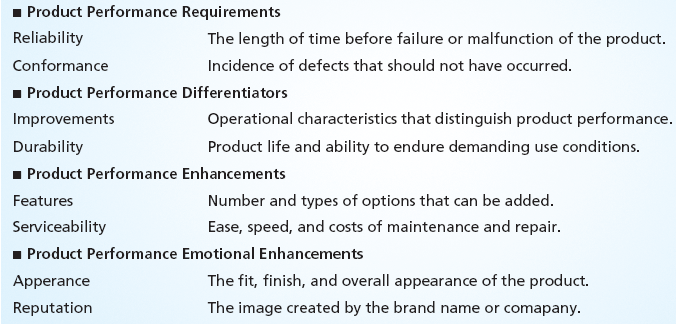 ■ Product Performance Requirements
Reliability The length of time before failure or malfunction of the product.
Conformance Incidence of defects that should not have occurred.
■ Product Performance Differentiators
Improvements Operational characteristics that distinguish product performance.
Durability Product life and ability to endure demanding use conditions.
■ Product Performance Enhancements
Features Number and types of options that can be added.
Serviceability Ease, speed, and costs of maintenance and repair.
■ Product Performance Emotional Enhancements
Apperance The fit, finish, and overall appearance of the product.
Reputation The image created by the brand name or comapany.